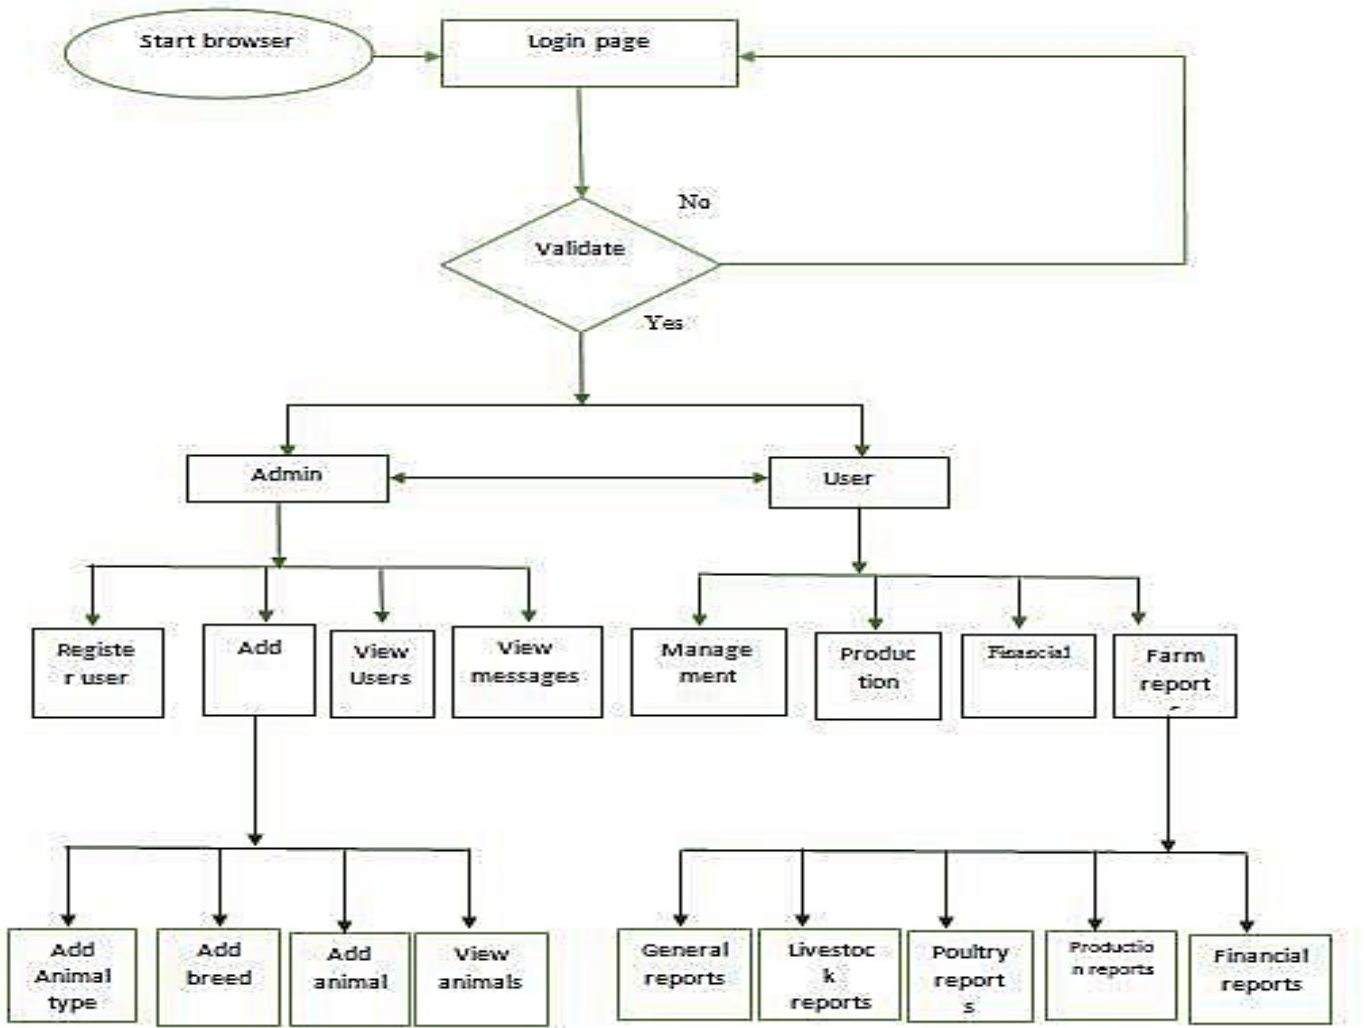 Start browser
Login page
No
Validate
Yes
Admin
User
Registe
r user
Add
View
Users
View
messages
Manage
ment
Produc
tion
Financial
Farm
report
Add
Animal
type
Add
breed
Add
animal
View
animals
General
reports
Livestoc
k
reports
Poultry
report
s
Productio
n reports
Financial
reports